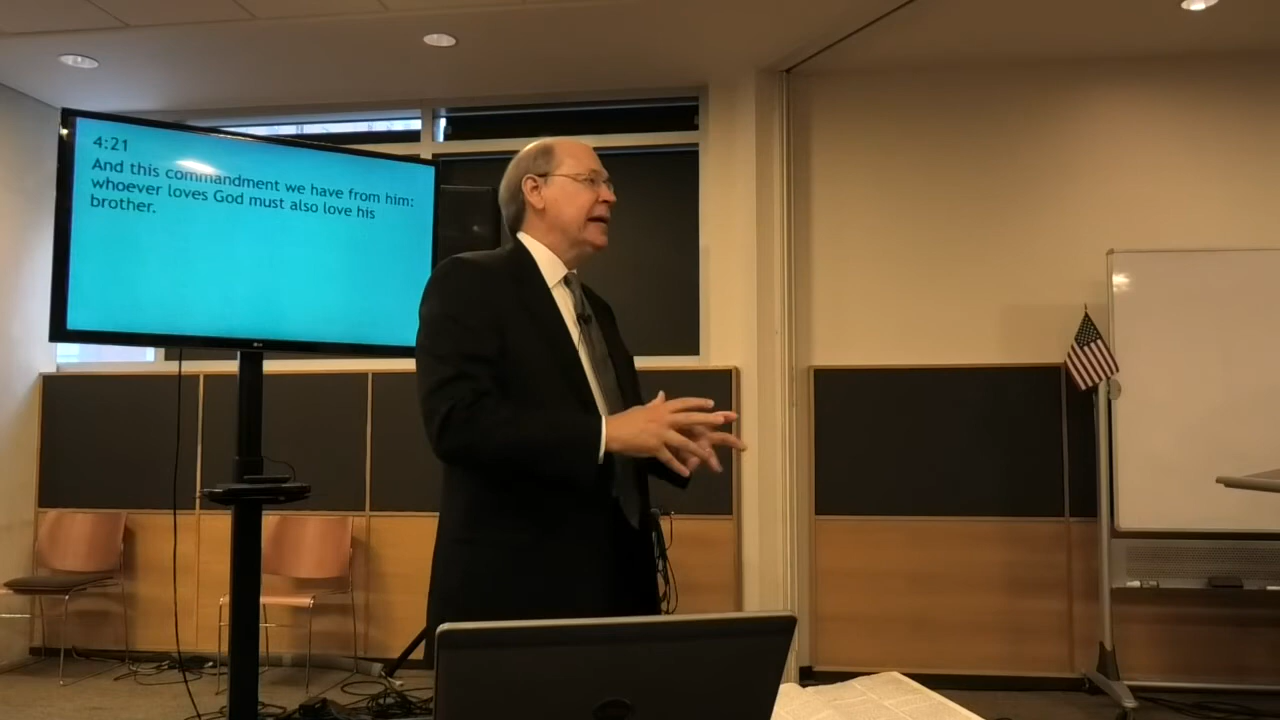 4:21
And this commandment we have from him:
whoever loves God must also love his
brother.